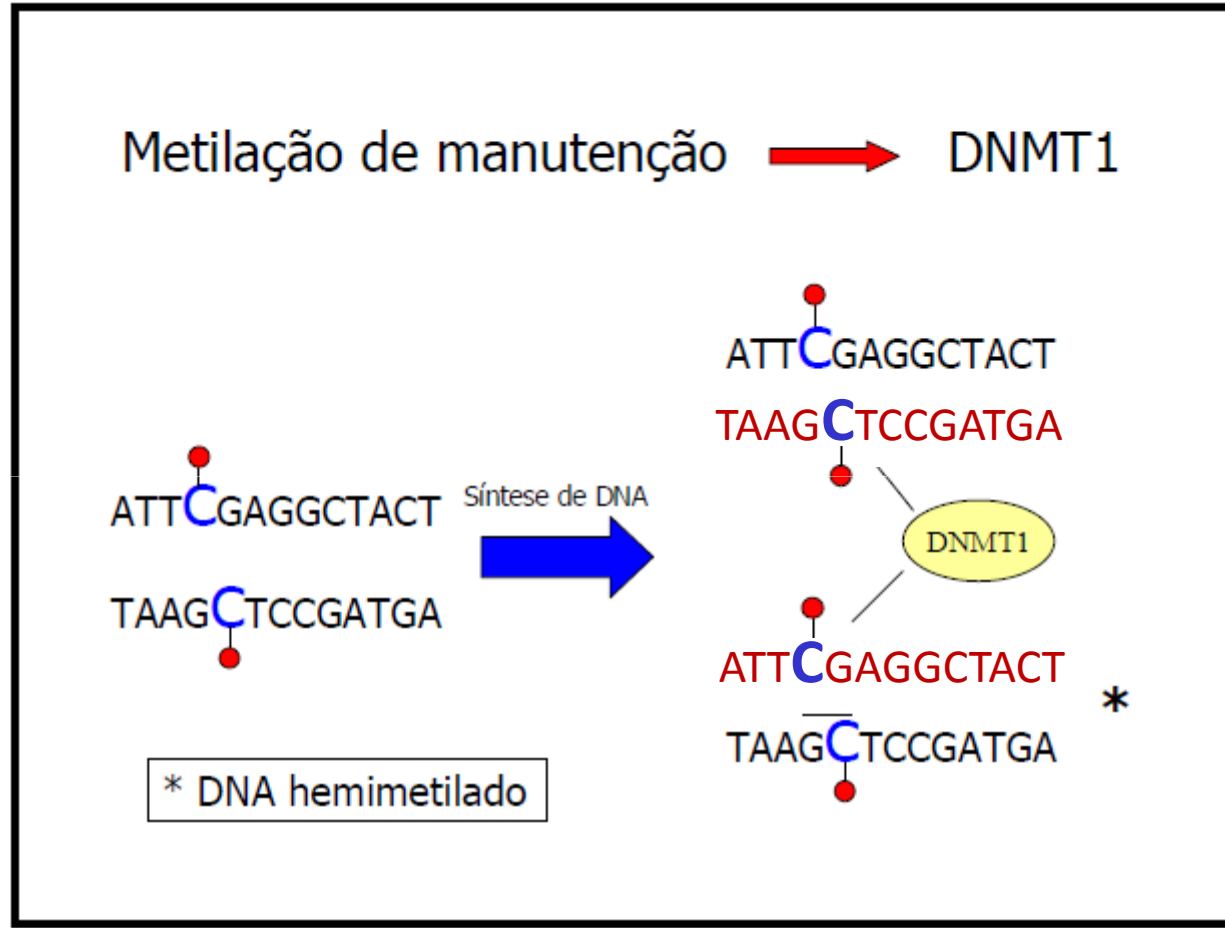 Metilação de manutenção DNMT1
ATTCGAGGCTACT
TAAGCTCCGATGA
ATTCGAGGCTACT
Síntese de DNA
TAAGCTCCGATGA
DNMT1
ATTCGAGGCTACT
*
TAAGCTCCGATGA
* DNA hemimetilado